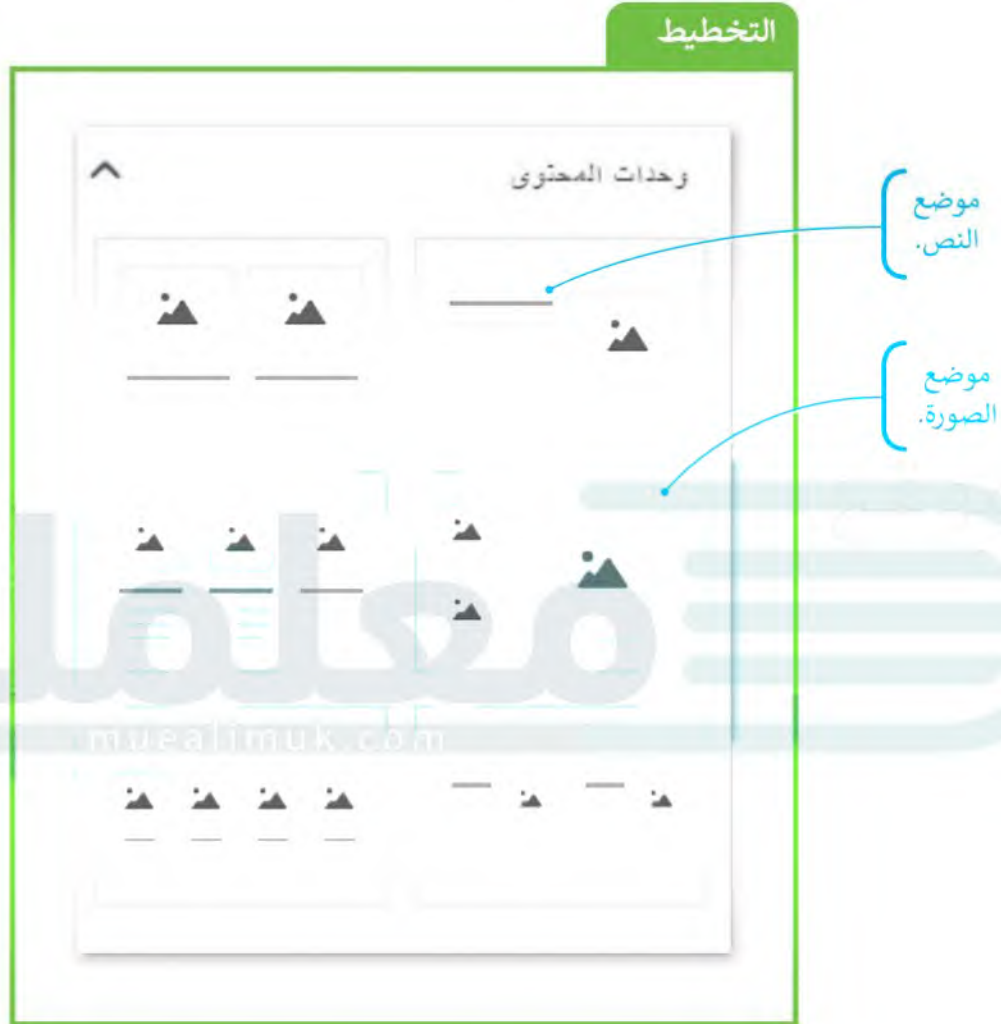 التخطيط
وحدات المحتوى
موضع
النص.
موضع
الصورة.
معلمك
muealimuk.com